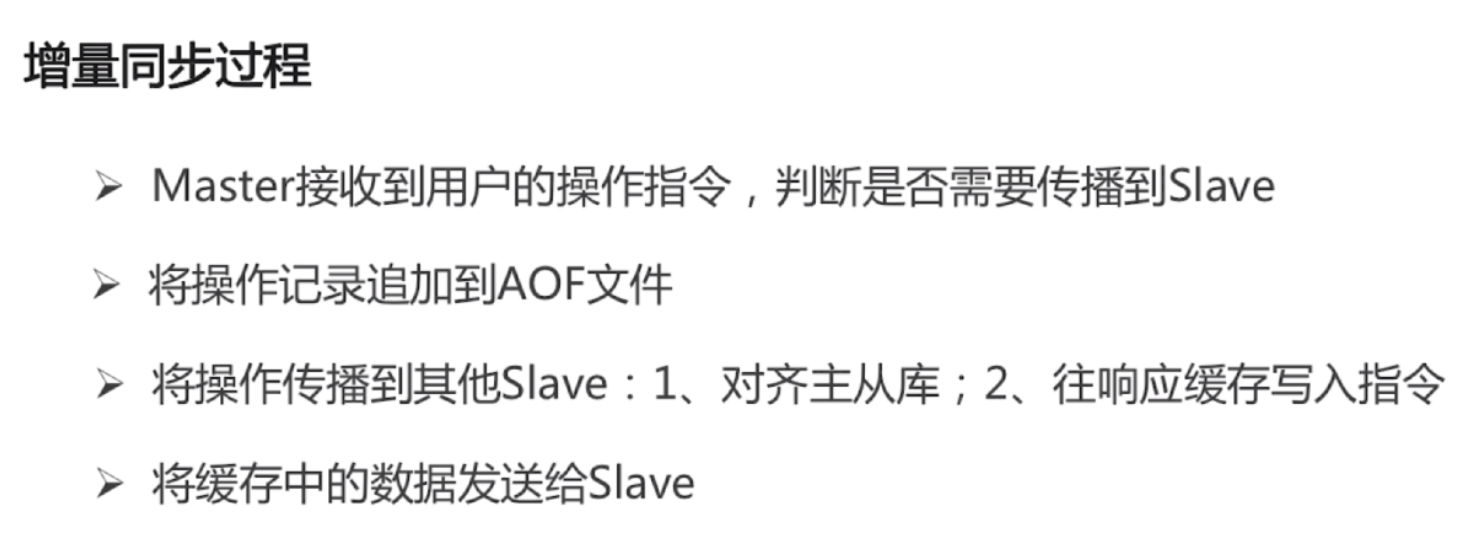 增量同步过程
➢ Master接收到用户的操作指令，判断是否需要传播到Slave
➢ 将操作记录追加到AOF文件
➢ 将操作传播到其他Slave：1、对齐主从库；2、往响应缓存写入指令
➢ 将缓存中的数据发送给Slave